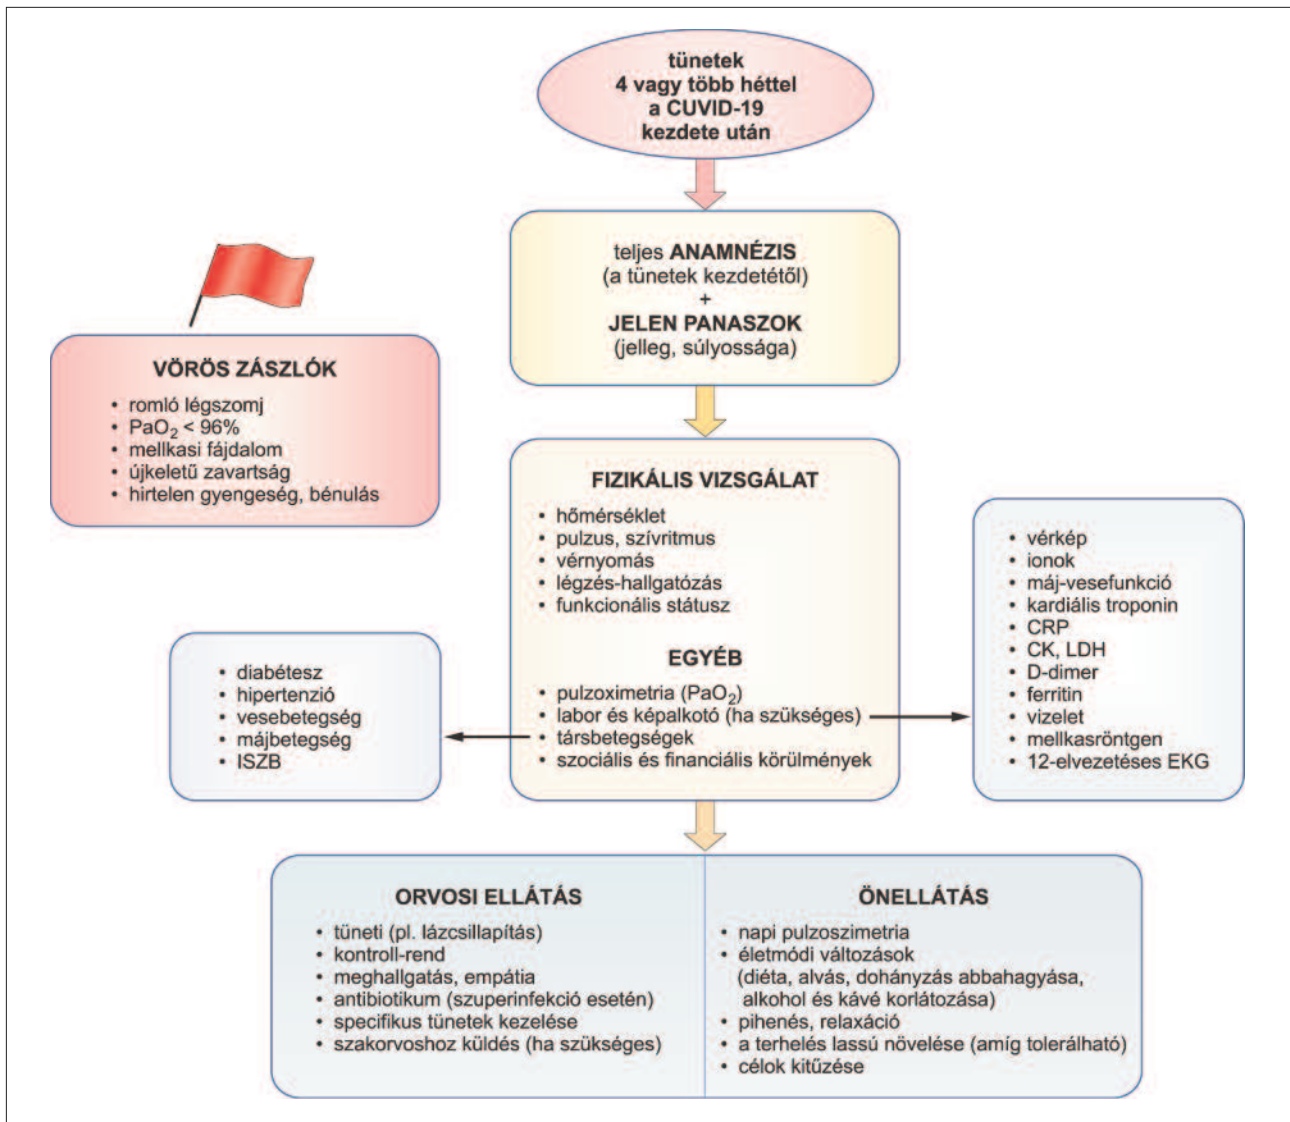 tünetek
4 vagy több héttel
a CUVID-19
kezdete után
teljes ANAMNÉZIS
(a tünetek kezdetétől)
+
JELEN PANASZOK
(jelleg, súlyossága)
VÖRÖS ZÁSZLÓK
• romló légszomj
• PaO₂ < 96%
• mellkasi fájdalom
• újkeletű zavartság
• hirtelen gyengeség, bénulás
FIZIKÁLIS VIZSGÁLAT
• hőmérséklet
• pulzus, szívritmus
• vérnyomás
• légzés-hallgatózás
• funkcionális státusz
EGYÉB
• pulzoximetria (PaO₂)
• labor és képalkotó (ha szükséges)
• társbetegségek
• szociális és financiális körülmények
• diabétesz
• hipertenzió
• vesebetegség
• májbetegség
• ISZB
• vérkép
• ionok
• máj-vesefunkció
• kardiális troponin
• CRP
• CK, LDH
• D-dimer
• ferritin
• vizelet
• mellkasröntgen
• 12-elvezetéses EKG
ORVOSI ELLÁTÁS
• tüneti (pl. lázcsillapítás)
• kontroll-rend
• meghallgatás, empátia
• antibiotikum (szuperinfekció esetén)
• specifikus tünetek kezelése
• szakorvoshoz küldés (ha szükséges)
ÖNELLÁTÁS
• napi pulzoszimetria
• életmódi változások
(diéta, alvás, dohányzás abbahagyása,
alkohol és kávé korlátozása)
• pihenés, relaxáció
• a terhelés lassú növelése (amíg tolerálható)
• célok kitűzése